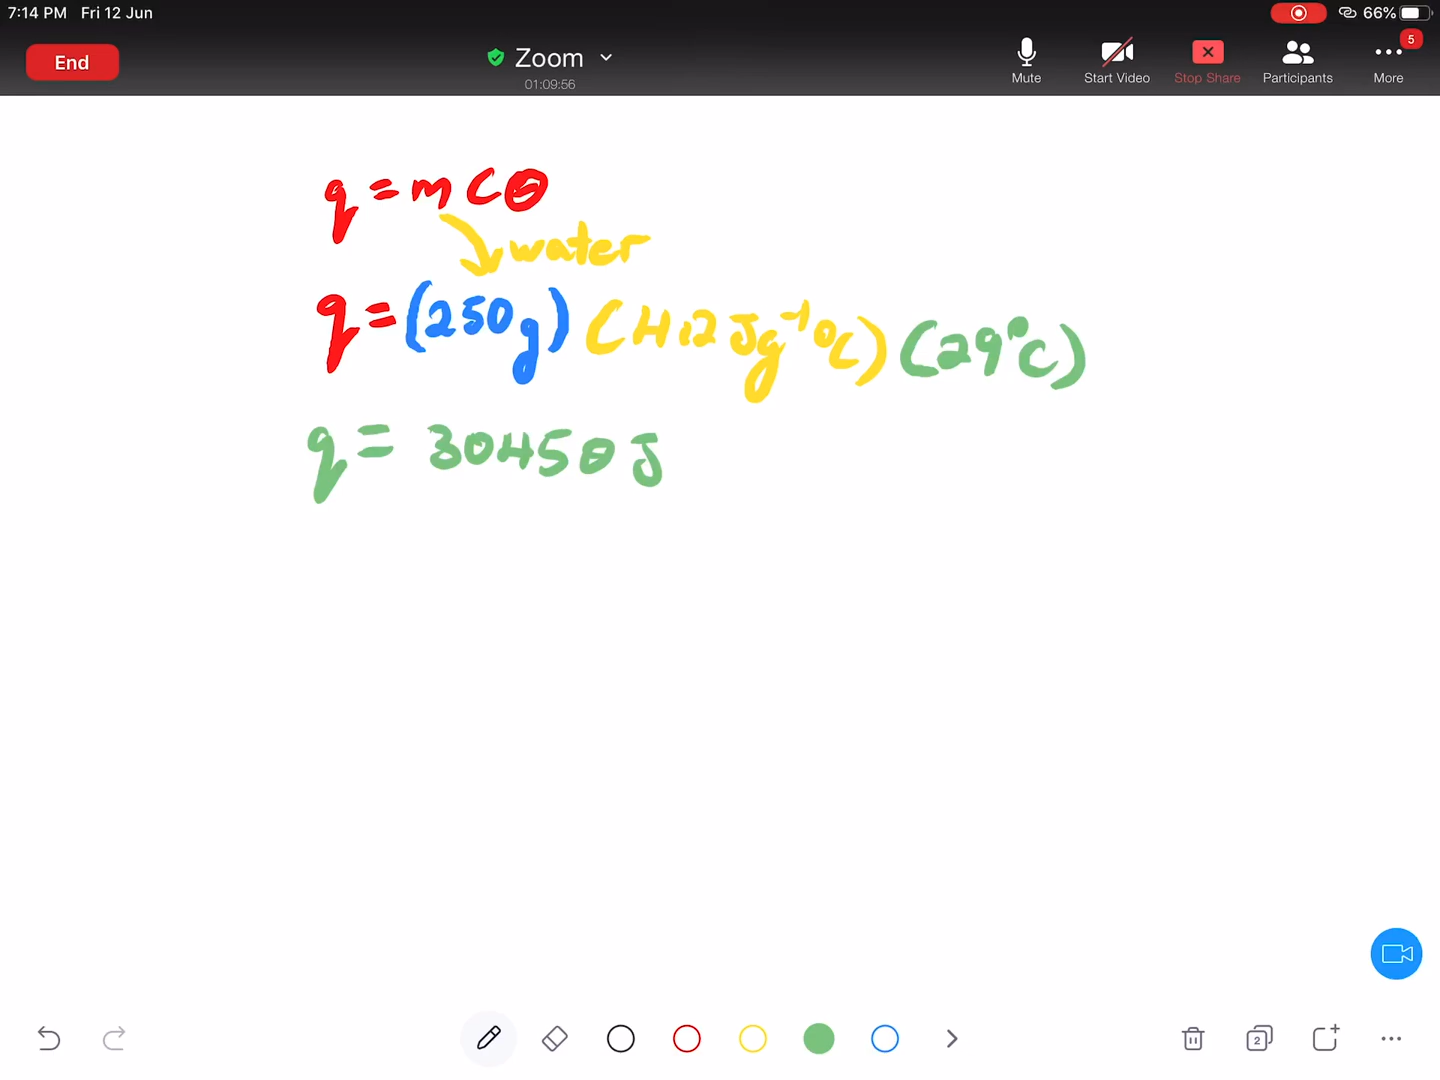 7:14 PM Fri 12 Jun
66%
End
Zoom
01:09:56
Mute
Start Video
Stop Share
Participants
More
5
q = m C θ
water
q = (250g) (4.12 Jg⁻¹°C) (29°C)
q = 30450 J
2